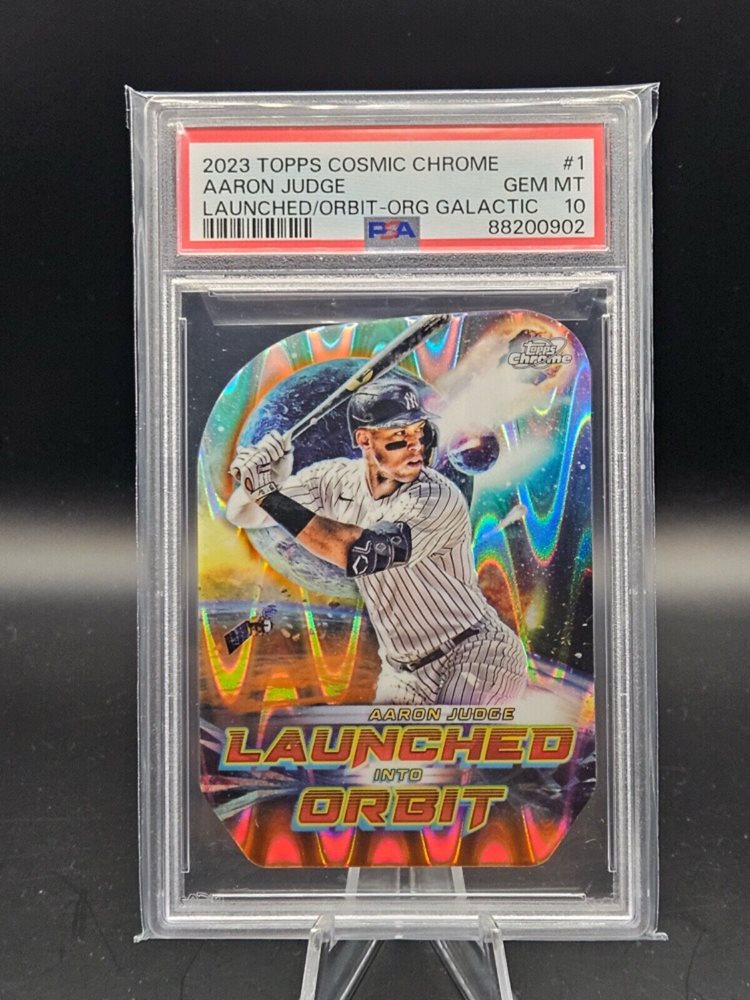 2023 TOPPS COSMIC CHROME #1
AARON JUDGE GEM MT
LAUNCHED/ORBIT-ORG GALACTIC 10
PSA 88200902
Topps
Chrome
NY
AARON JUDGE
LAUNCHED
INTO
ORBIT